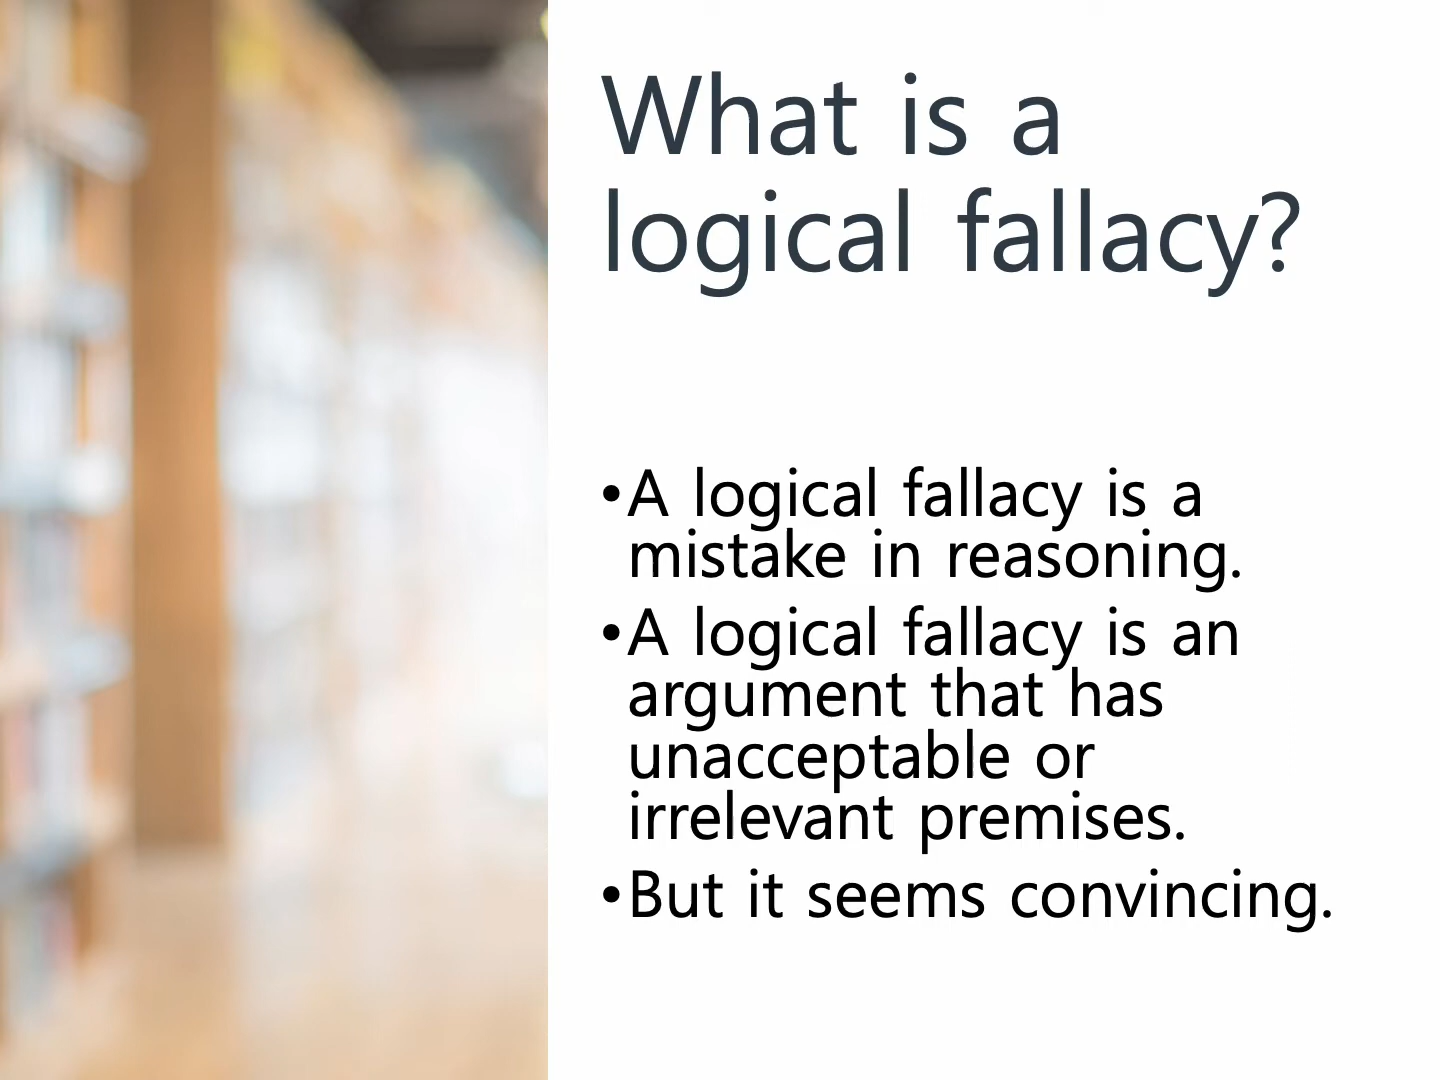 What is a
logical fallacy?
•A logical fallacy is a
mistake in reasoning.
•A logical fallacy is an
argument that has
unacceptable or
irrelevant premises.
•But it seems convincing.